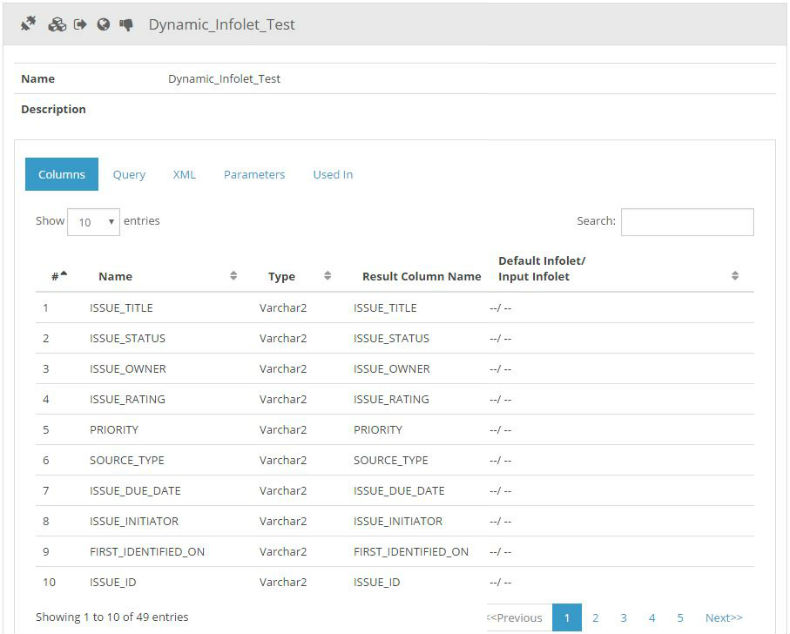 Dynamic_Infolet_Test
Name Dynamic_Infolet_Test
Description
Columns Query XML Parameters Used In
Show 10 entries Search:
# Name Type Result Column Name Default Infolet/
Input Infolet
1 ISSUE_TITLE Varchar2 ISSUE_TITLE --/ --
2 ISSUE_STATUS Varchar2 ISSUE_STATUS --/ --
3 ISSUE_OWNER Varchar2 ISSUE_OWNER --/ --
4 ISSUE_RATING Varchar2 ISSUE_RATING --/ --
5 PRIORITY Varchar2 PRIORITY --/ --
6 SOURCE_TYPE Varchar2 SOURCE_TYPE --/ --
7 ISSUE_DUE_DATE Varchar2 ISSUE_DUE_DATE --/ --
8 ISSUE_INITIATOR Varchar2 ISSUE_INITIATOR --/ --
9 FIRST_IDENTIFIED_ON Varchar2 FIRST_IDENTIFIED_ON --/ --
10 ISSUE_ID Varchar2 ISSUE_ID --/ --
Showing 1 to 10 of 49 entries <<Previous 1 2 3 4 5 Next>>